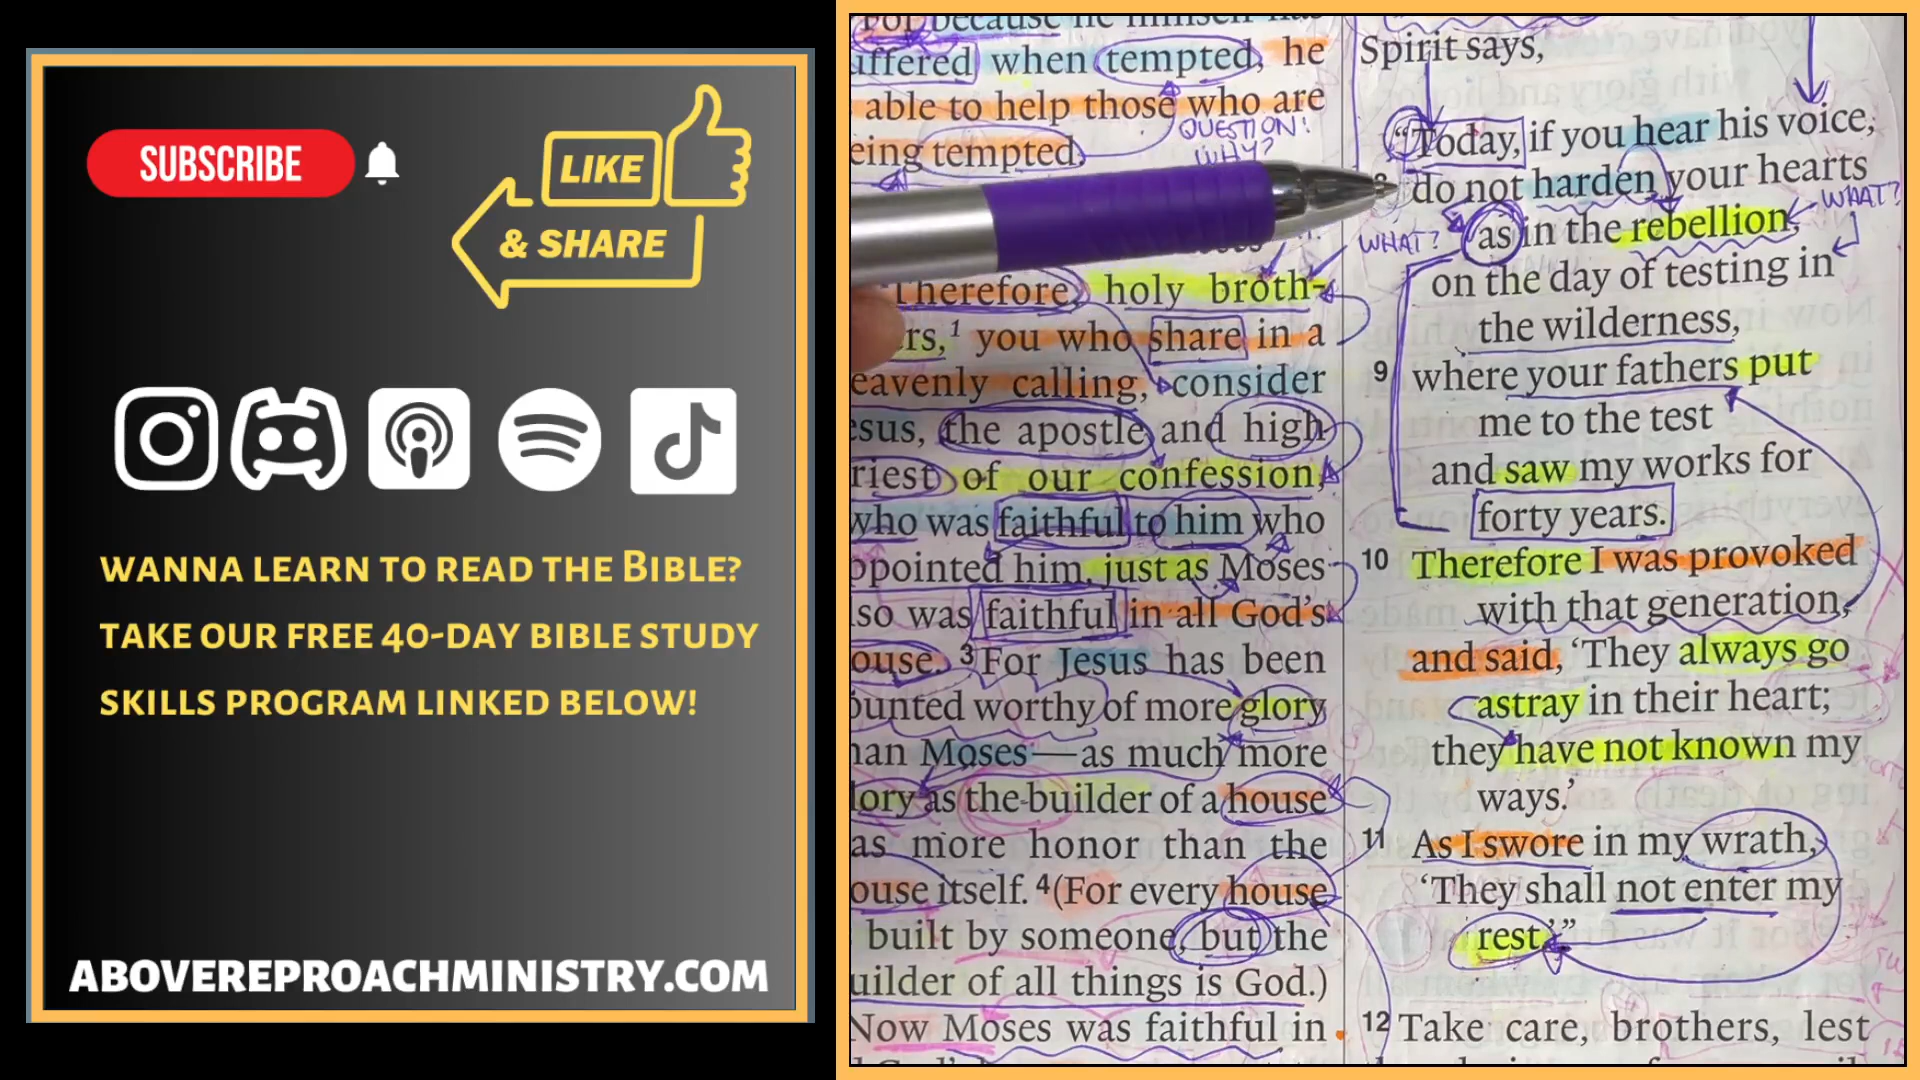 SUBSCRIBE
LIKE
& SHARE
WANNA LEARN TO READ THE BIBLE?
TAKE OUR FREE 40-DAY BIBLE STUDY
SKILLS PROGRAM LINKED BELOW!
ABOVEREPROACHMINISTRY.COM
For because he himself has
uffered when tempted, he
able to help those who are
eing tempted.
QUESTION!
WHY?
Therefore, holy broth-
ers,¹ you who share in a
eavenly calling, consider
esus, the apostle and high
riest of our confession,
who was faithful to him who
ppointed him, just as Moses
lso was faithful in all God's
ouse. 3 For Jesus has been
ounted worthy of more glory
han Moses—as much more
lory as the builder of a house
as more honor than the
ouse itself. 4 (For every house
built by someone, but the
uilder of all things is God.)
Now Moses was faithful in
Spirit says,
"Today, if you hear his voice,
do not harden your hearts
WHAT?
as in the rebellion,
WHAT?
on the day of testing in
the wilderness,
9 where your fathers put
me to the test
and saw my works for
forty years.
10 Therefore I was provoked
with that generation,
and said, 'They always go
astray in their heart;
they have not known my
ways.'
11 As I swore in my wrath,
'They shall not enter my
rest.'"
12 Take care, brothers, lest